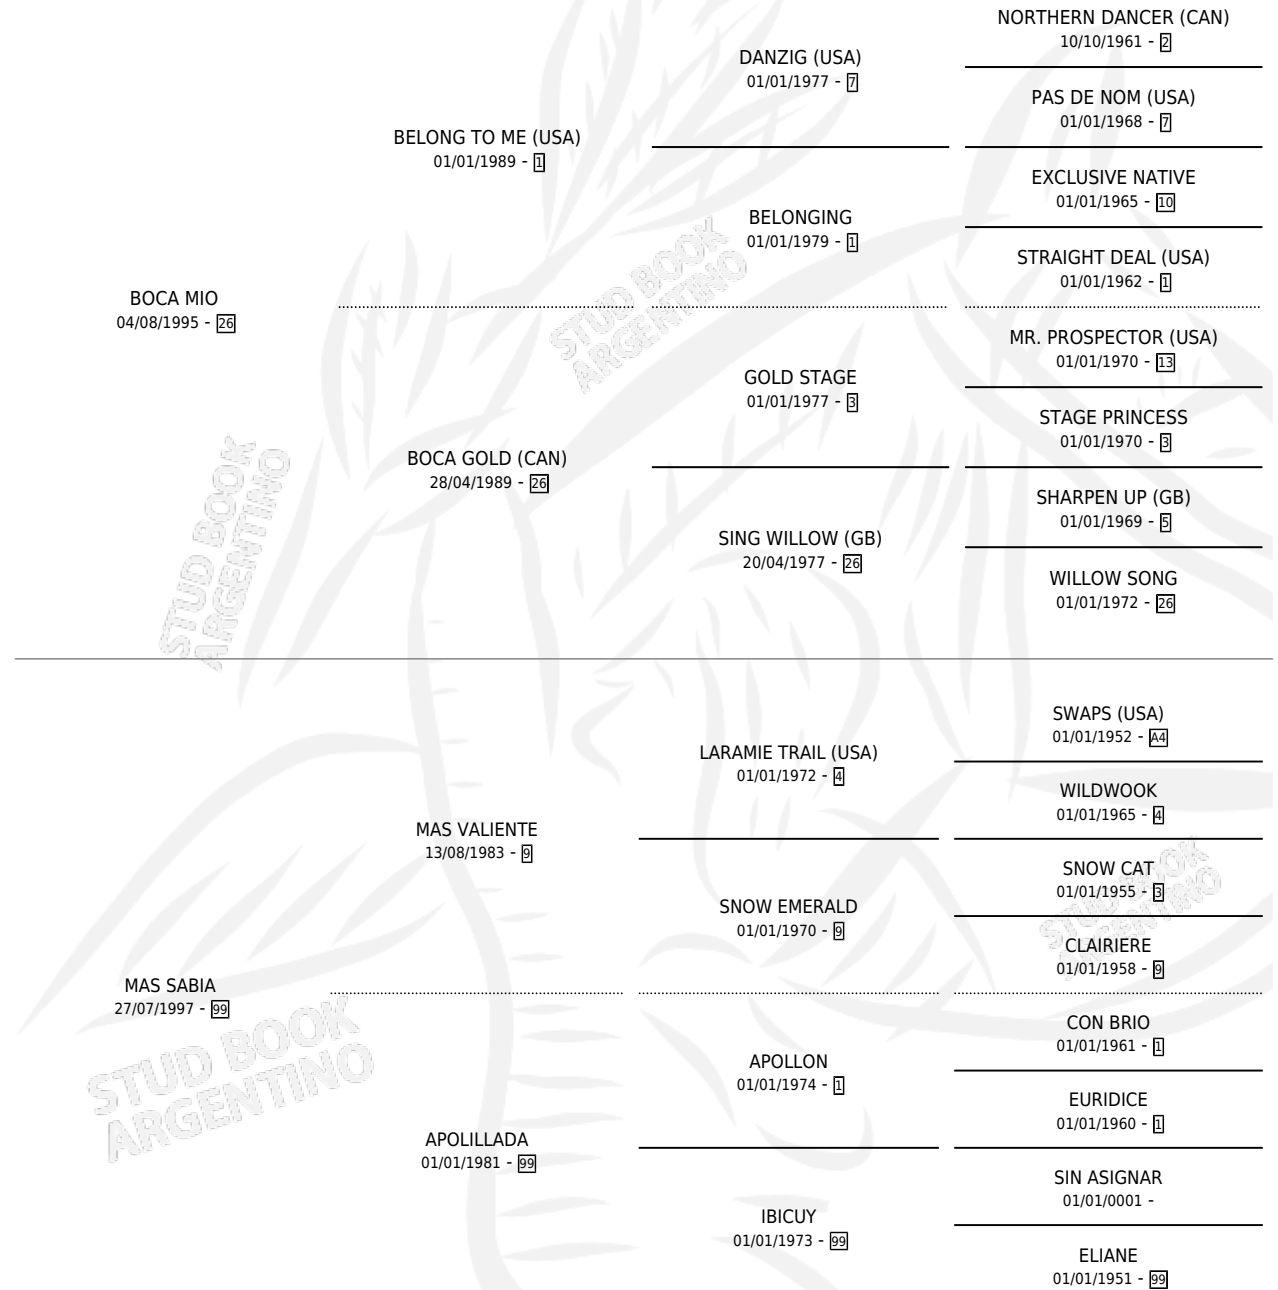 NORTHERN DANCER (CAN)
10/10/1961 - 2
DANZIG (USA)
01/01/1977 - 7
PAS DE NOM (USA)
01/01/1968 - 7
BELONG TO ME (USA)
01/01/1989 - 1
EXCLUSIVE NATIVE
01/01/1965 - 10
BELONGING
01/01/1979 - 1
STRAIGHT DEAL (USA)
01/01/1962 - 1
BOCA MIO
04/08/1995 - 26
STUD BOOK
ARGENTINO
MR. PROSPECTOR (USA)
01/01/1970 - 13
GOLD STAGE
01/01/1977 - 3
STAGE PRINCESS
01/01/1970 - 3
BOCA GOLD (CAN)
28/04/1989 - 26
SHARPEN UP (GB)
01/01/1969 - 5
SING WILLOW (GB)
20/04/1977 - 26
WILLOW SONG
01/01/1972 - 26
STUD BOOK
ARGENTINO
SWAPS (USA)
01/01/1952 - A4
LARAMIE TRAIL (USA)
01/01/1972 - 4
WILDWOOK
01/01/1965 - 4
MAS VALIENTE
13/08/1983 - 9
SNOW CAT
01/01/1955 - 3
SNOW EMERALD
01/01/1970 - 9
STUD BOOK
ARGENTINO
CLAIRIERE
01/01/1958 - 9
MAS SABIA
27/07/1997 - 99
STUD BOOK
ARGENTINO
CON BRIO
01/01/1961 - 1
APOLLON
01/01/1974 - 1
EURIDICE
01/01/1960 - 1
APOLILLADA
01/01/1981 - 99
SIN ASIGNAR
01/01/0001 -
IBICUY
01/01/1973 - 99
ELIANE
01/01/1951 - 99